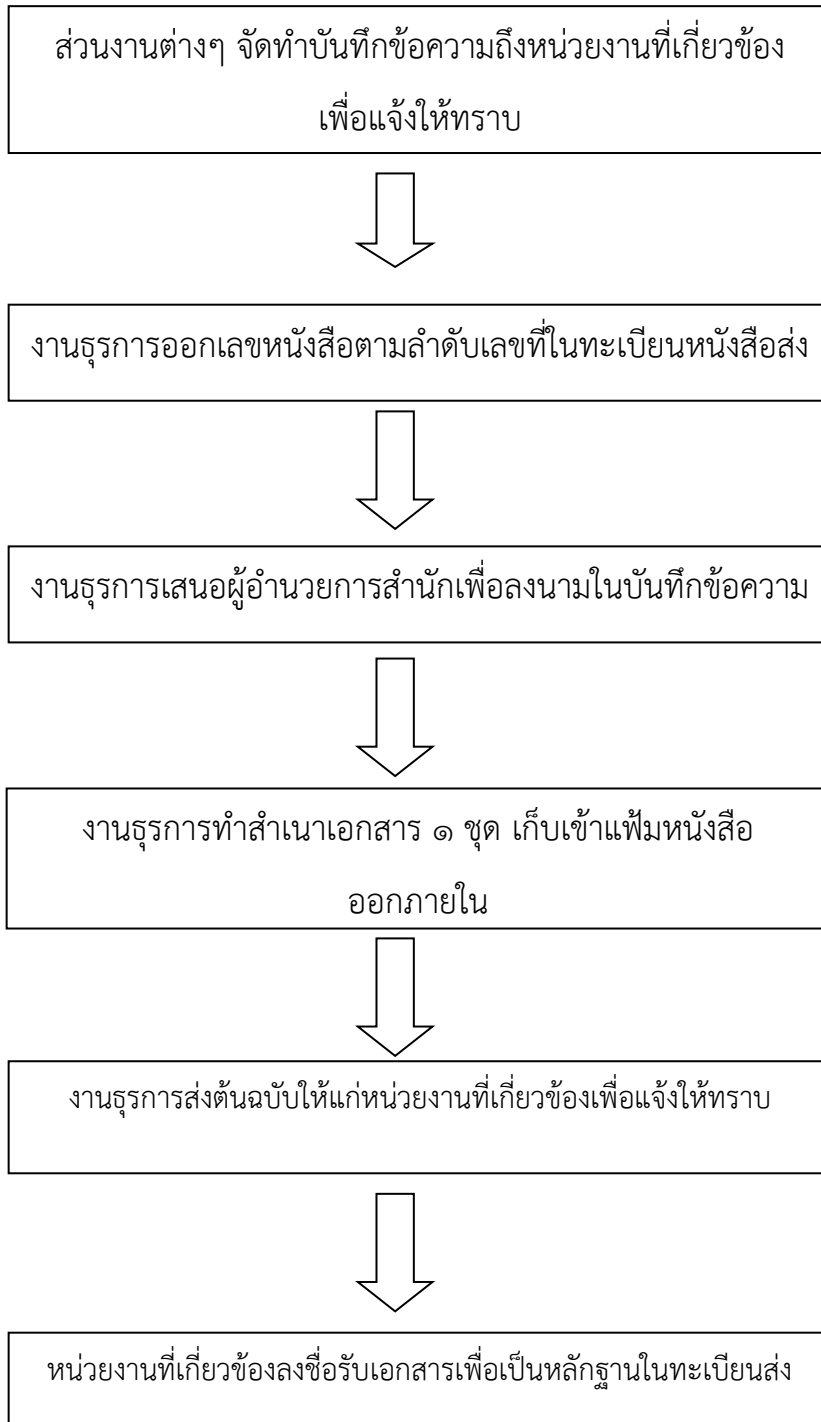 ส่วนงานต่างๆ จัดทำบันทึกข้อความถึงหน่วยงานที่เกี่ยวข้อง
เพื่อแจ้งให้ทราบ
งานธุรการออกเลขหนังสือตามลำดับเลขที่ในทะเบียนหนังสือส่ง
งานธุรการเสนอผู้อำนวยการสำนักเพื่อลงนามในบันทึกข้อความ
งานธุรการทำสำเนาเอกสาร ๑ ชุด เก็บเข้าแฟ้มหนังสือ
ออกภายใน
งานธุรการส่งต้นฉบับให้แก่หน่วยงานที่เกี่ยวข้องเพื่อแจ้งให้ทราบ
หน่วยงานที่เกี่ยวข้องลงชื่อรับเอกสารเพื่อเป็นหลักฐานในทะเบียนส่ง